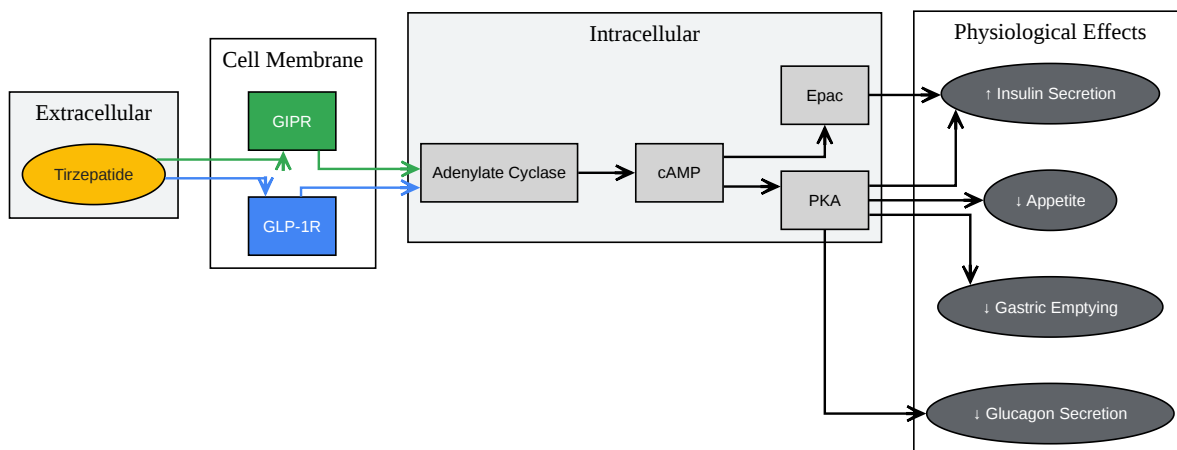 Extracellular
Tirzepatide
Cell Membrane
GIPR
GLP-1R
Intracellular
Adenylate Cyclase
cAMP
Epac
PKA
Physiological Effects
↑ Insulin Secretion
↓ Appetite
↓ Gastric Emptying
↓ Glucagon Secretion